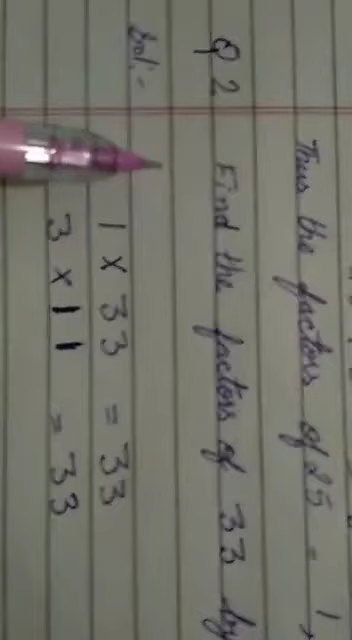 Thus the factors of 25 = 1,
Q 2 Find the factors of 33 by
Sol:-
1 × 33 = 33
3 × 11 = 33